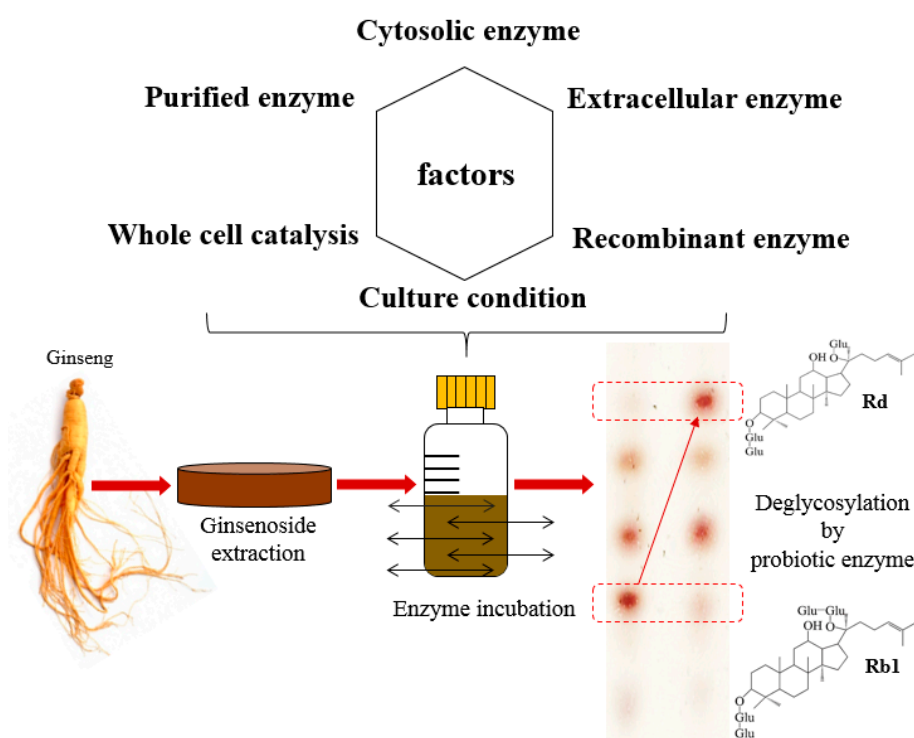 Cytosolic enzyme
Purified enzyme
Extracellular enzyme
factors
Whole cell catalysis
Recombinant enzyme
Culture condition
Ginseng
Ginsenoside
extraction
Enzyme incubation
Glu
OH
O
Rd
O
Glu
Glu
Deglycosylation
by
probiotic enzyme
Glu-Glu
OH
O
Rb1
O
Glu
Glu